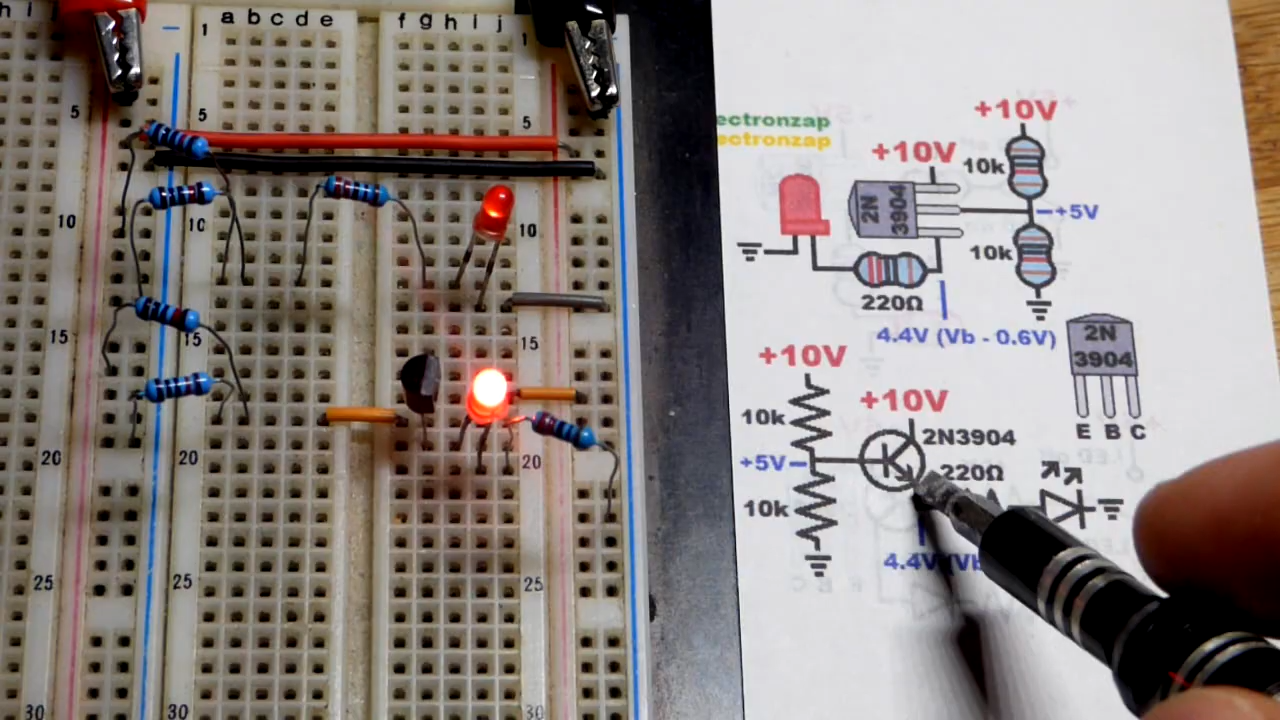 h i
a b c d e
f g h i j
1
1
5
5
5
10
10
10
15
15
15
20
20
20
25
25
25
30
30
30
ectronzap
ectronzap
+10V
+10V
10k
2N
3904
+5V
10k
220Ω
4.4V (Vb - 0.6V)
2N
3904
E B C
+10V
10k
+10V
2N3904
+5V
220Ω
10k
4.4V (Vb